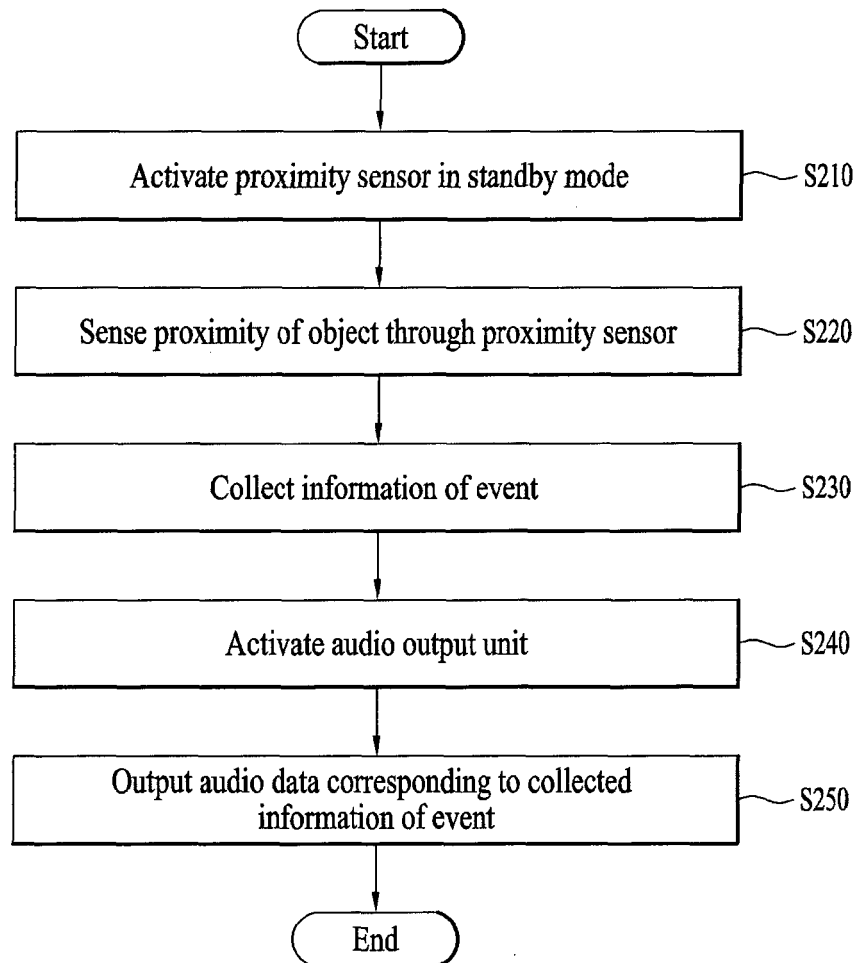 Start
Activate proximity sensor in standby mode
S210
Sense proximity of object through proximity sensor
S220
Collect information of event
S230
Activate audio output unit
S240
Output audio data corresponding to collected
information of event
S250
End